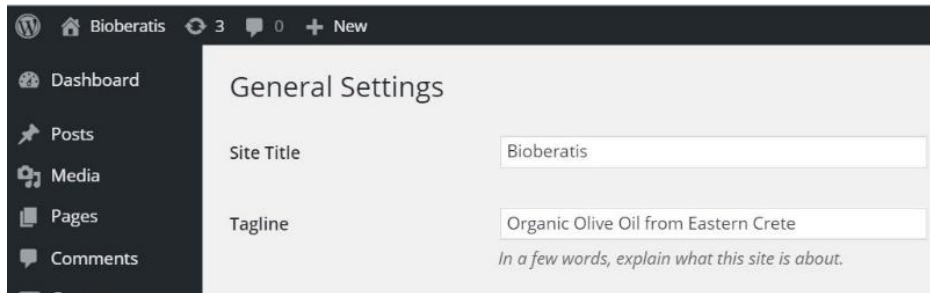 Bioberatis 3 0 New
Dashboard
General Settings
Posts
Site Title Bioberatis
Media
Pages
Tagline Organic Olive Oil from Eastern Crete
Comments
In a few words, explain what this site is about.